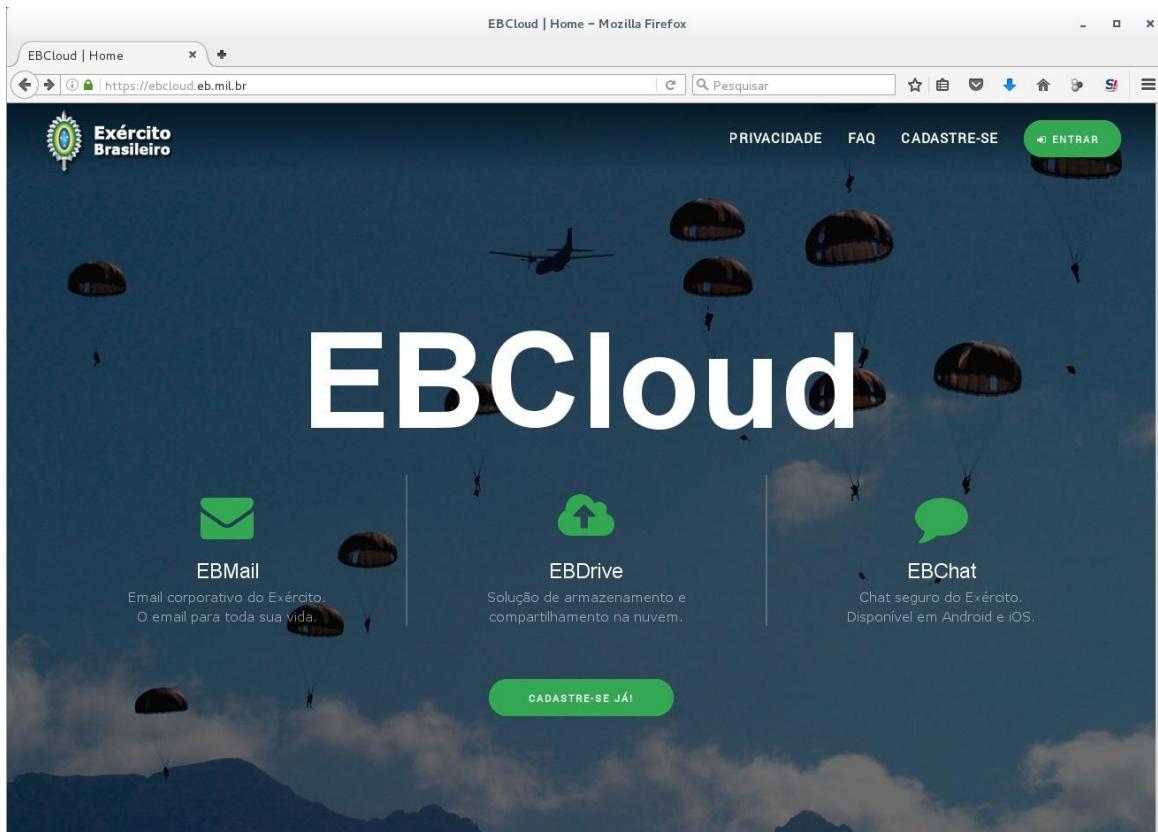 EBCloud | Home - Mozilla Firefox
EBCloud | Home
https://ebcloud.eb.mil.br
Pesquisar
Exército
Brasileiro
PRIVACIDADE FAQ CADASTRE-SE ENTRAR
EBCloud
EBMail
Email corporativo do Exército.
O email para toda sua vida.
EBDrive
Solução de armazenamento e
compartilhamento na nuvem.
EBChat
Chat seguro do Exército.
Disponível em Android e iOS.
CADASTRE-SE JÁ!